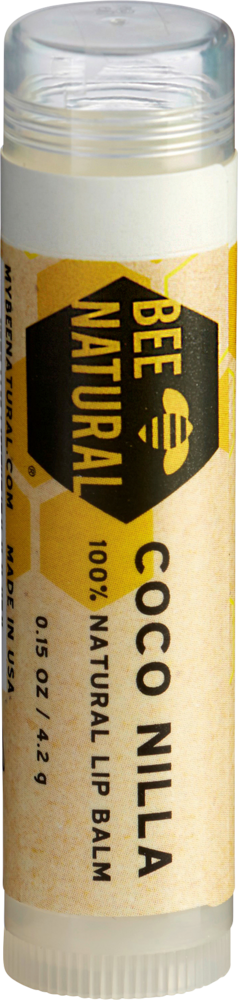 BEE
NATURAL®
COCO NILLA
100% NATURAL LIP BALM
0.15 OZ / 4.2 g
MYBEENATURAL.COM MADE IN USA.